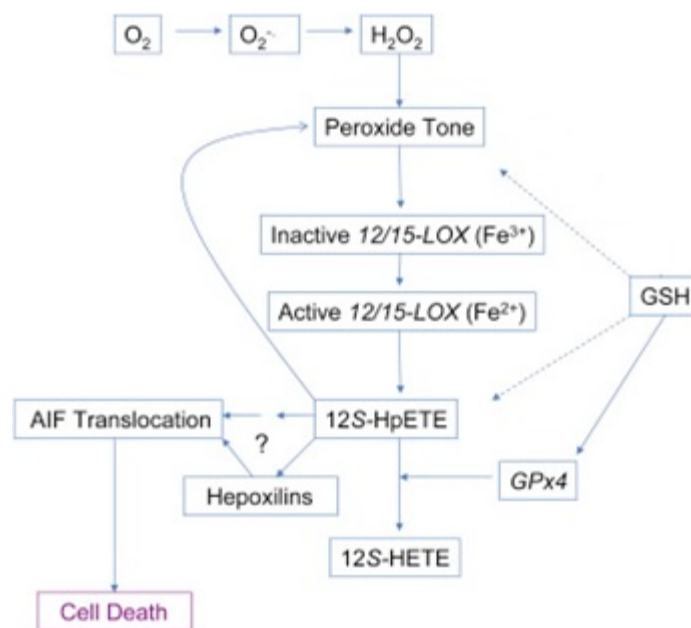 O₂
O₂⁻·
H₂O₂
Peroxide Tone
Inactive 12/15-LOX (Fe³⁺)
GSH
Active 12/15-LOX (Fe²⁺)
AIF Translocation
12S-HpETE
?
Hepoxilins
GPx4
12S-HETE
Cell Death